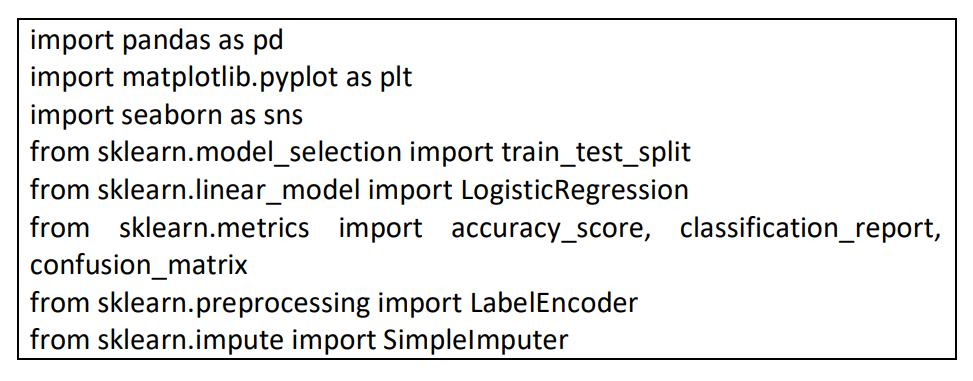 import pandas as pd
import matplotlib.pyplot as plt
import seaborn as sns
from sklearn.model_selection import train_test_split
from sklearn.linear_model import LogisticRegression
from sklearn.metrics import accuracy_score, classification_report,
confusion_matrix
from sklearn.preprocessing import LabelEncoder
from sklearn.impute import SimpleImputer